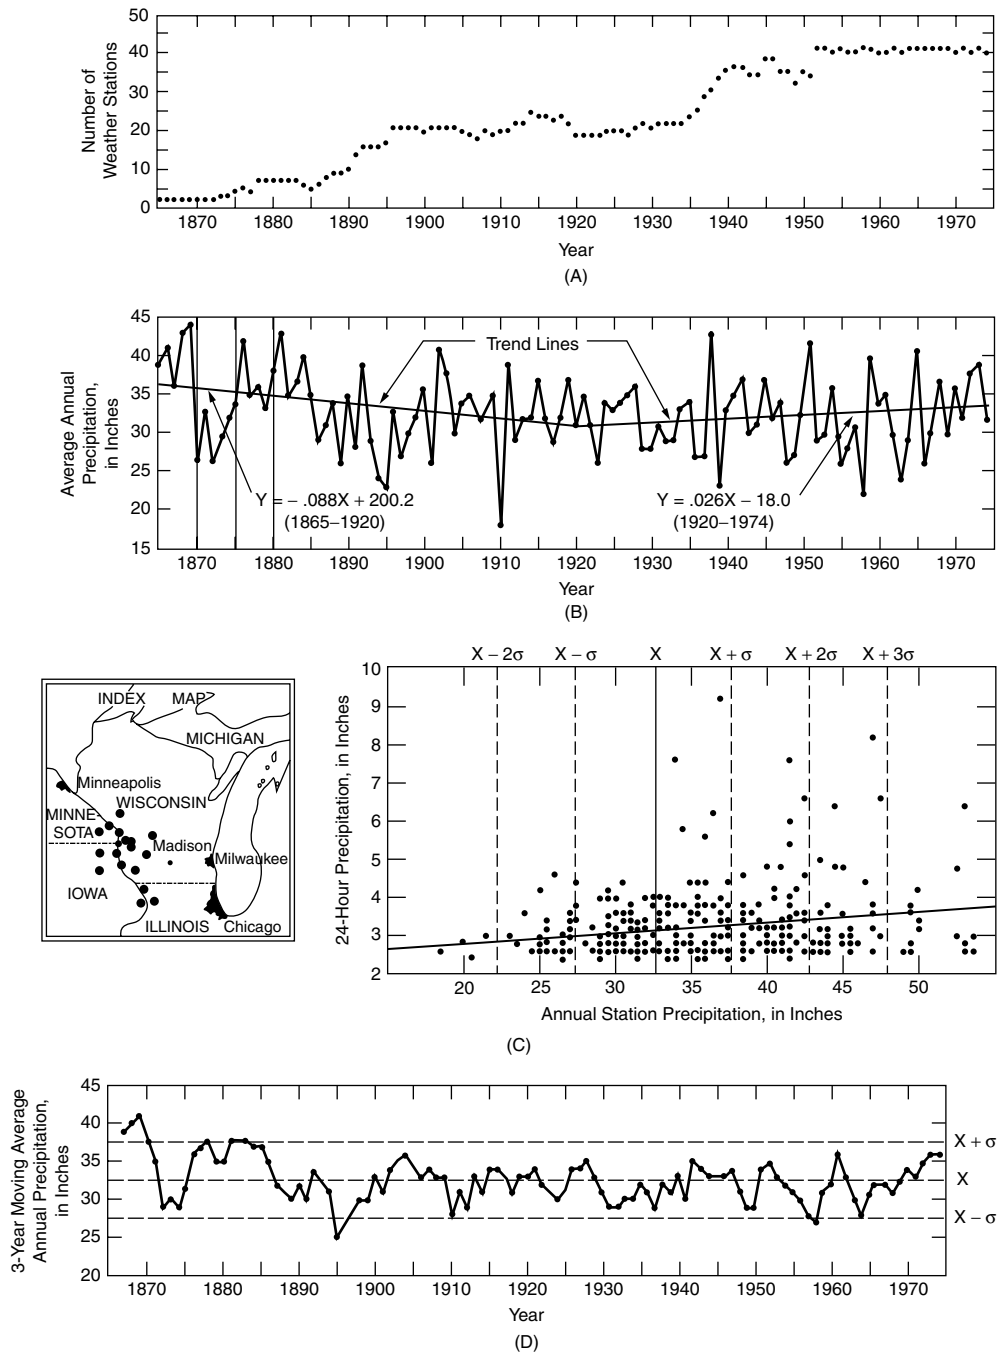 50
40
30
20
10
0
Number of
Weather Stations
1870 1880 1890 1900 1910 1920 1930 1940 1950 1960 1970
Year
(A)
45
40
35
30
25
20
15
Average Annual
Precipitation,
in Inches
Trend Lines
Y = – .088X + 200.2
(1865–1920)
Y = .026X – 18.0
(1920–1974)
1870 1880 1890 1900 1910 1920 1930 1940 1950 1960 1970
Year
(B)
INDEX MAP
MICHIGAN
Minneapolis
WISCONSIN
MINNE-
SOTA
Madison
Milwaukee
IOWA
ILLINOIS Chicago
X – 2σ X – σ X X + σ X + 2σ X + 3σ
10
9
8
7
6
5
4
3
2
24-Hour Precipitation, in Inches
20 25 30 35 40 45 50
Annual Station Precipitation, in Inches
(C)
45
40
35
30
25
20
3-Year Moving Average
Annual Precipitation,
in Inches
X + σ
X
X – σ
1870 1880 1890 1900 1910 1920 1930 1940 1950 1960 1970
Year
(D)